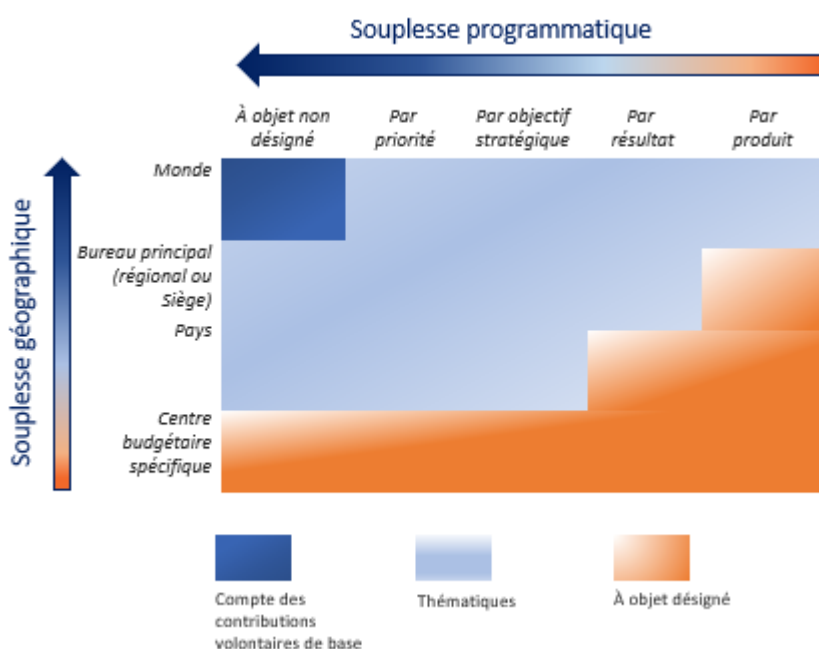 Souplesse programmatique
À objet non
désigné
Par
priorité
Par objectif
stratégique
Par
résultat
Par
produit
Souplesse géographique
Monde
Bureau principal
(régional ou
Siège)
Pays
Centre
budgétaire
spécifique
Compte des
contributions
volontaires de base
Thématiques
À objet désigné